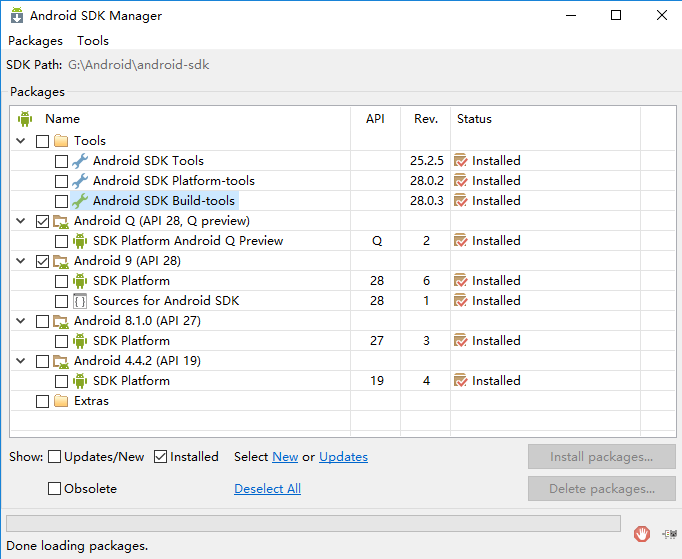 Android SDK Manager
Packages Tools
SDK Path: G:\Android\android-sdk
Packages
Name API Rev. Status
Tools
Android SDK Tools 25.2.5 Installed
Android SDK Platform-tools 28.0.2 Installed
Android SDK Build-tools 28.0.3 Installed
Android Q (API 28, Q preview)
SDK Platform Android Q Preview Q 2 Installed
Android 9 (API 28)
SDK Platform 28 6 Installed
Sources for Android SDK 28 1 Installed
Android 8.1.0 (API 27)
SDK Platform 27 3 Installed
Android 4.4.2 (API 19)
SDK Platform 19 4 Installed
Extras
Show: Updates/New Installed Select New or Updates Install packages...
Obsolete Deselect All Delete packages...
Done loading packages.